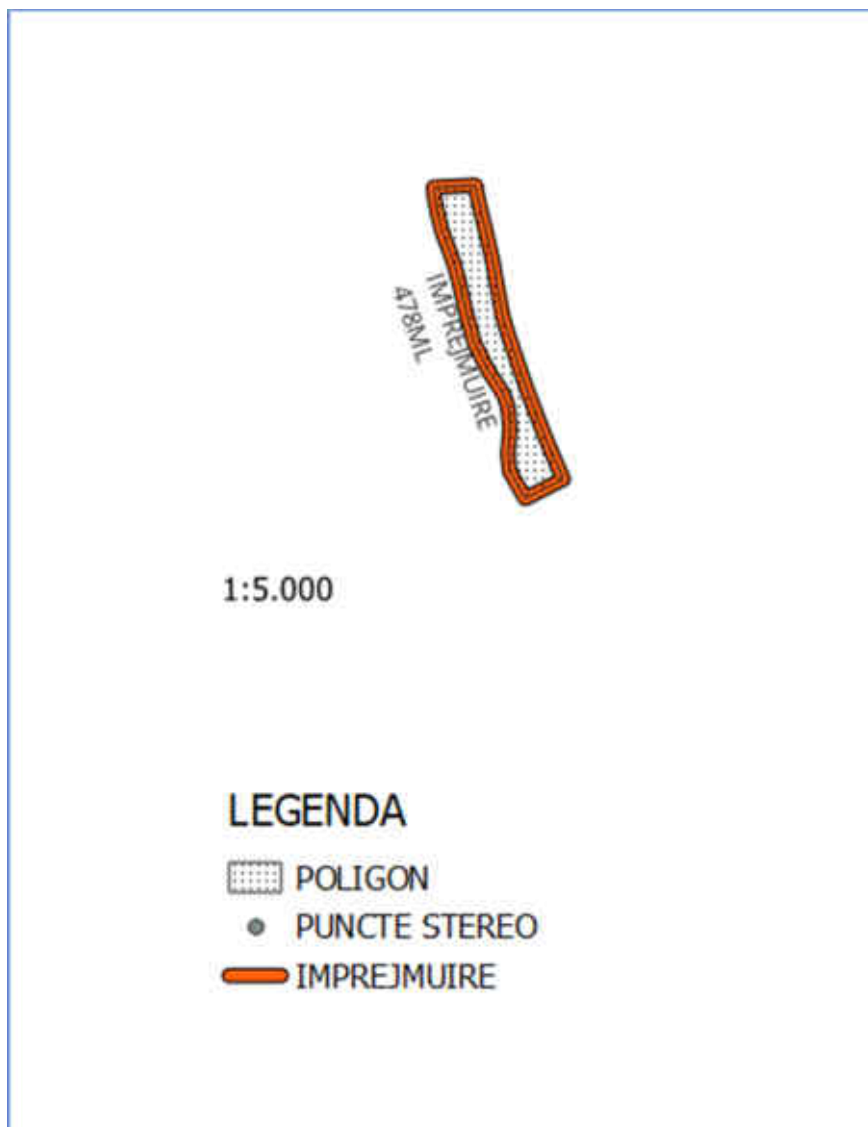 IMPREJMUIRE
478ML
1:5.000
LEGENDA
POLIGON
PUNCTE STEREO
IMPREJMUIRE